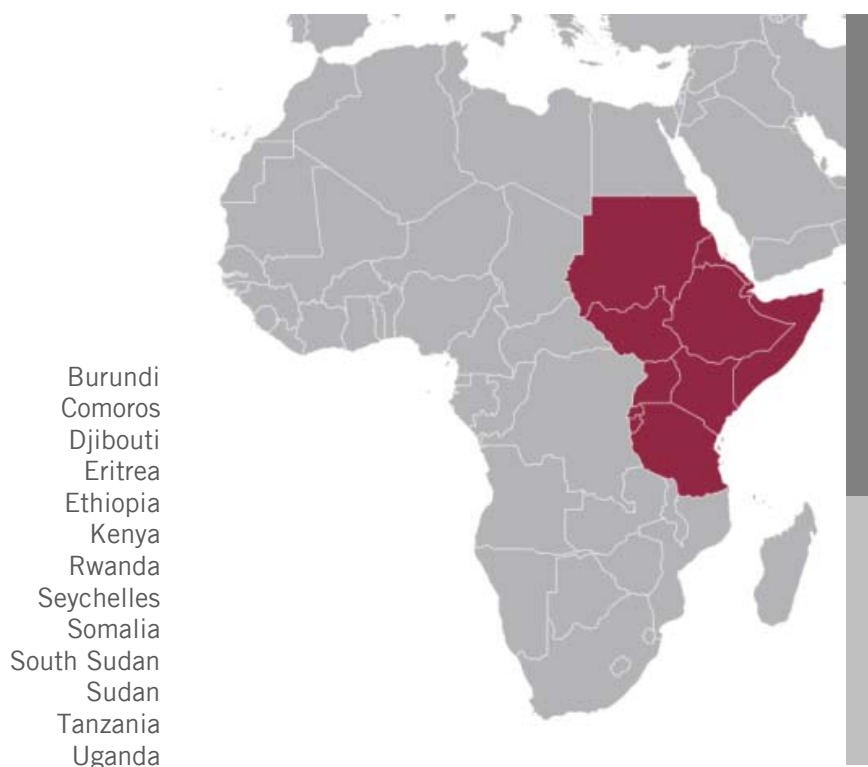 Burundi
Comoros
Djibouti
Eritrea
Ethiopia
Kenya
Rwanda
Seychelles
Somalia
South Sudan
Sudan
Tanzania
Uganda